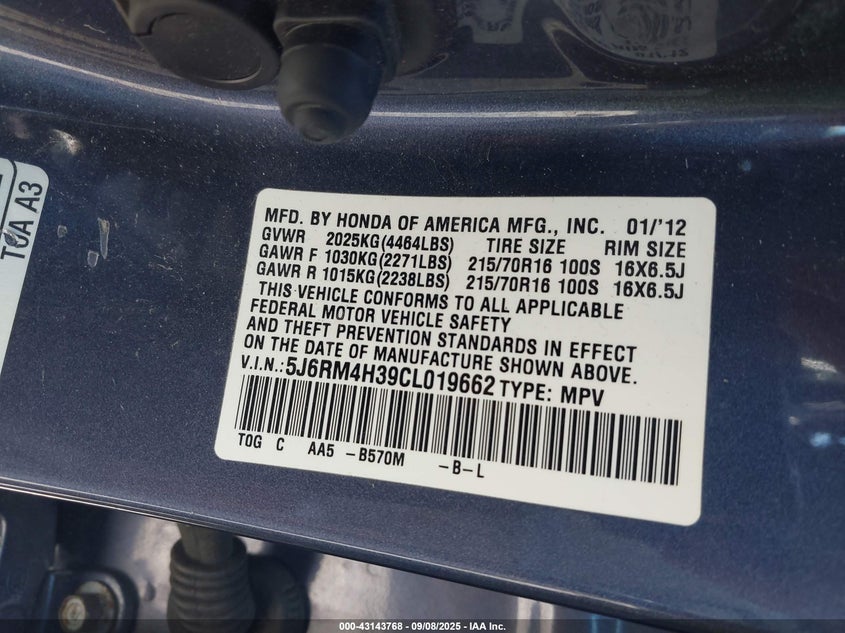 MFD. BY HONDA OF AMERICA MFG., INC. 01/'12
GVWR 2025KG(4464LBS) TIRE SIZE RIM SIZE
GAWR F 1030KG(2271LBS) 215/70R16 100S 16X6.5J
GAWR R 1015KG(2238LBS) 215/70R16 100S 16X6.5J
THIS VEHICLE CONFORMS TO ALL APPLICABLE
FEDERAL MOTOR VEHICLE SAFETY
AND THEFT PREVENTION STANDARDS IN EFFECT
ON THE DATE OF MANUFACTURE SHOWN ABOVE.
V.I.N.: 5J6RM4H39CL019662 TYPE: MPV
T0G C AA5 -B570M -B-L
T0A A3
000-43143768 - 09/08/2025 - IAA Inc.